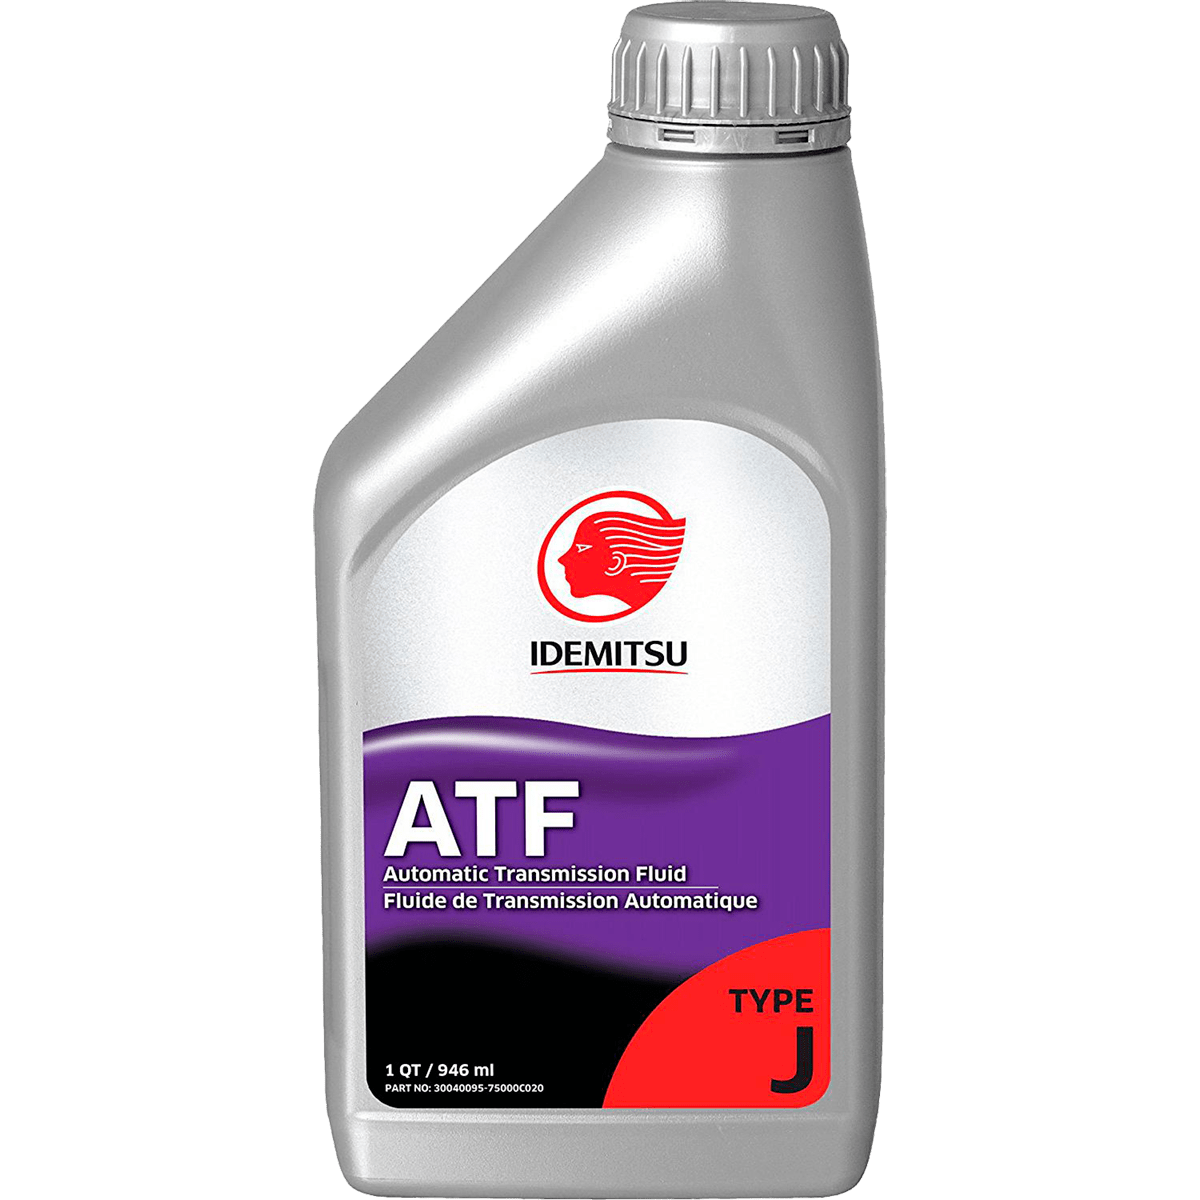 IDEMITSU
ATF
Automatic Transmission Fluid
Fluide de Transmission Automatique
TYPE
J
1 QT / 946 ml
PART NO: 30040095-75000C020